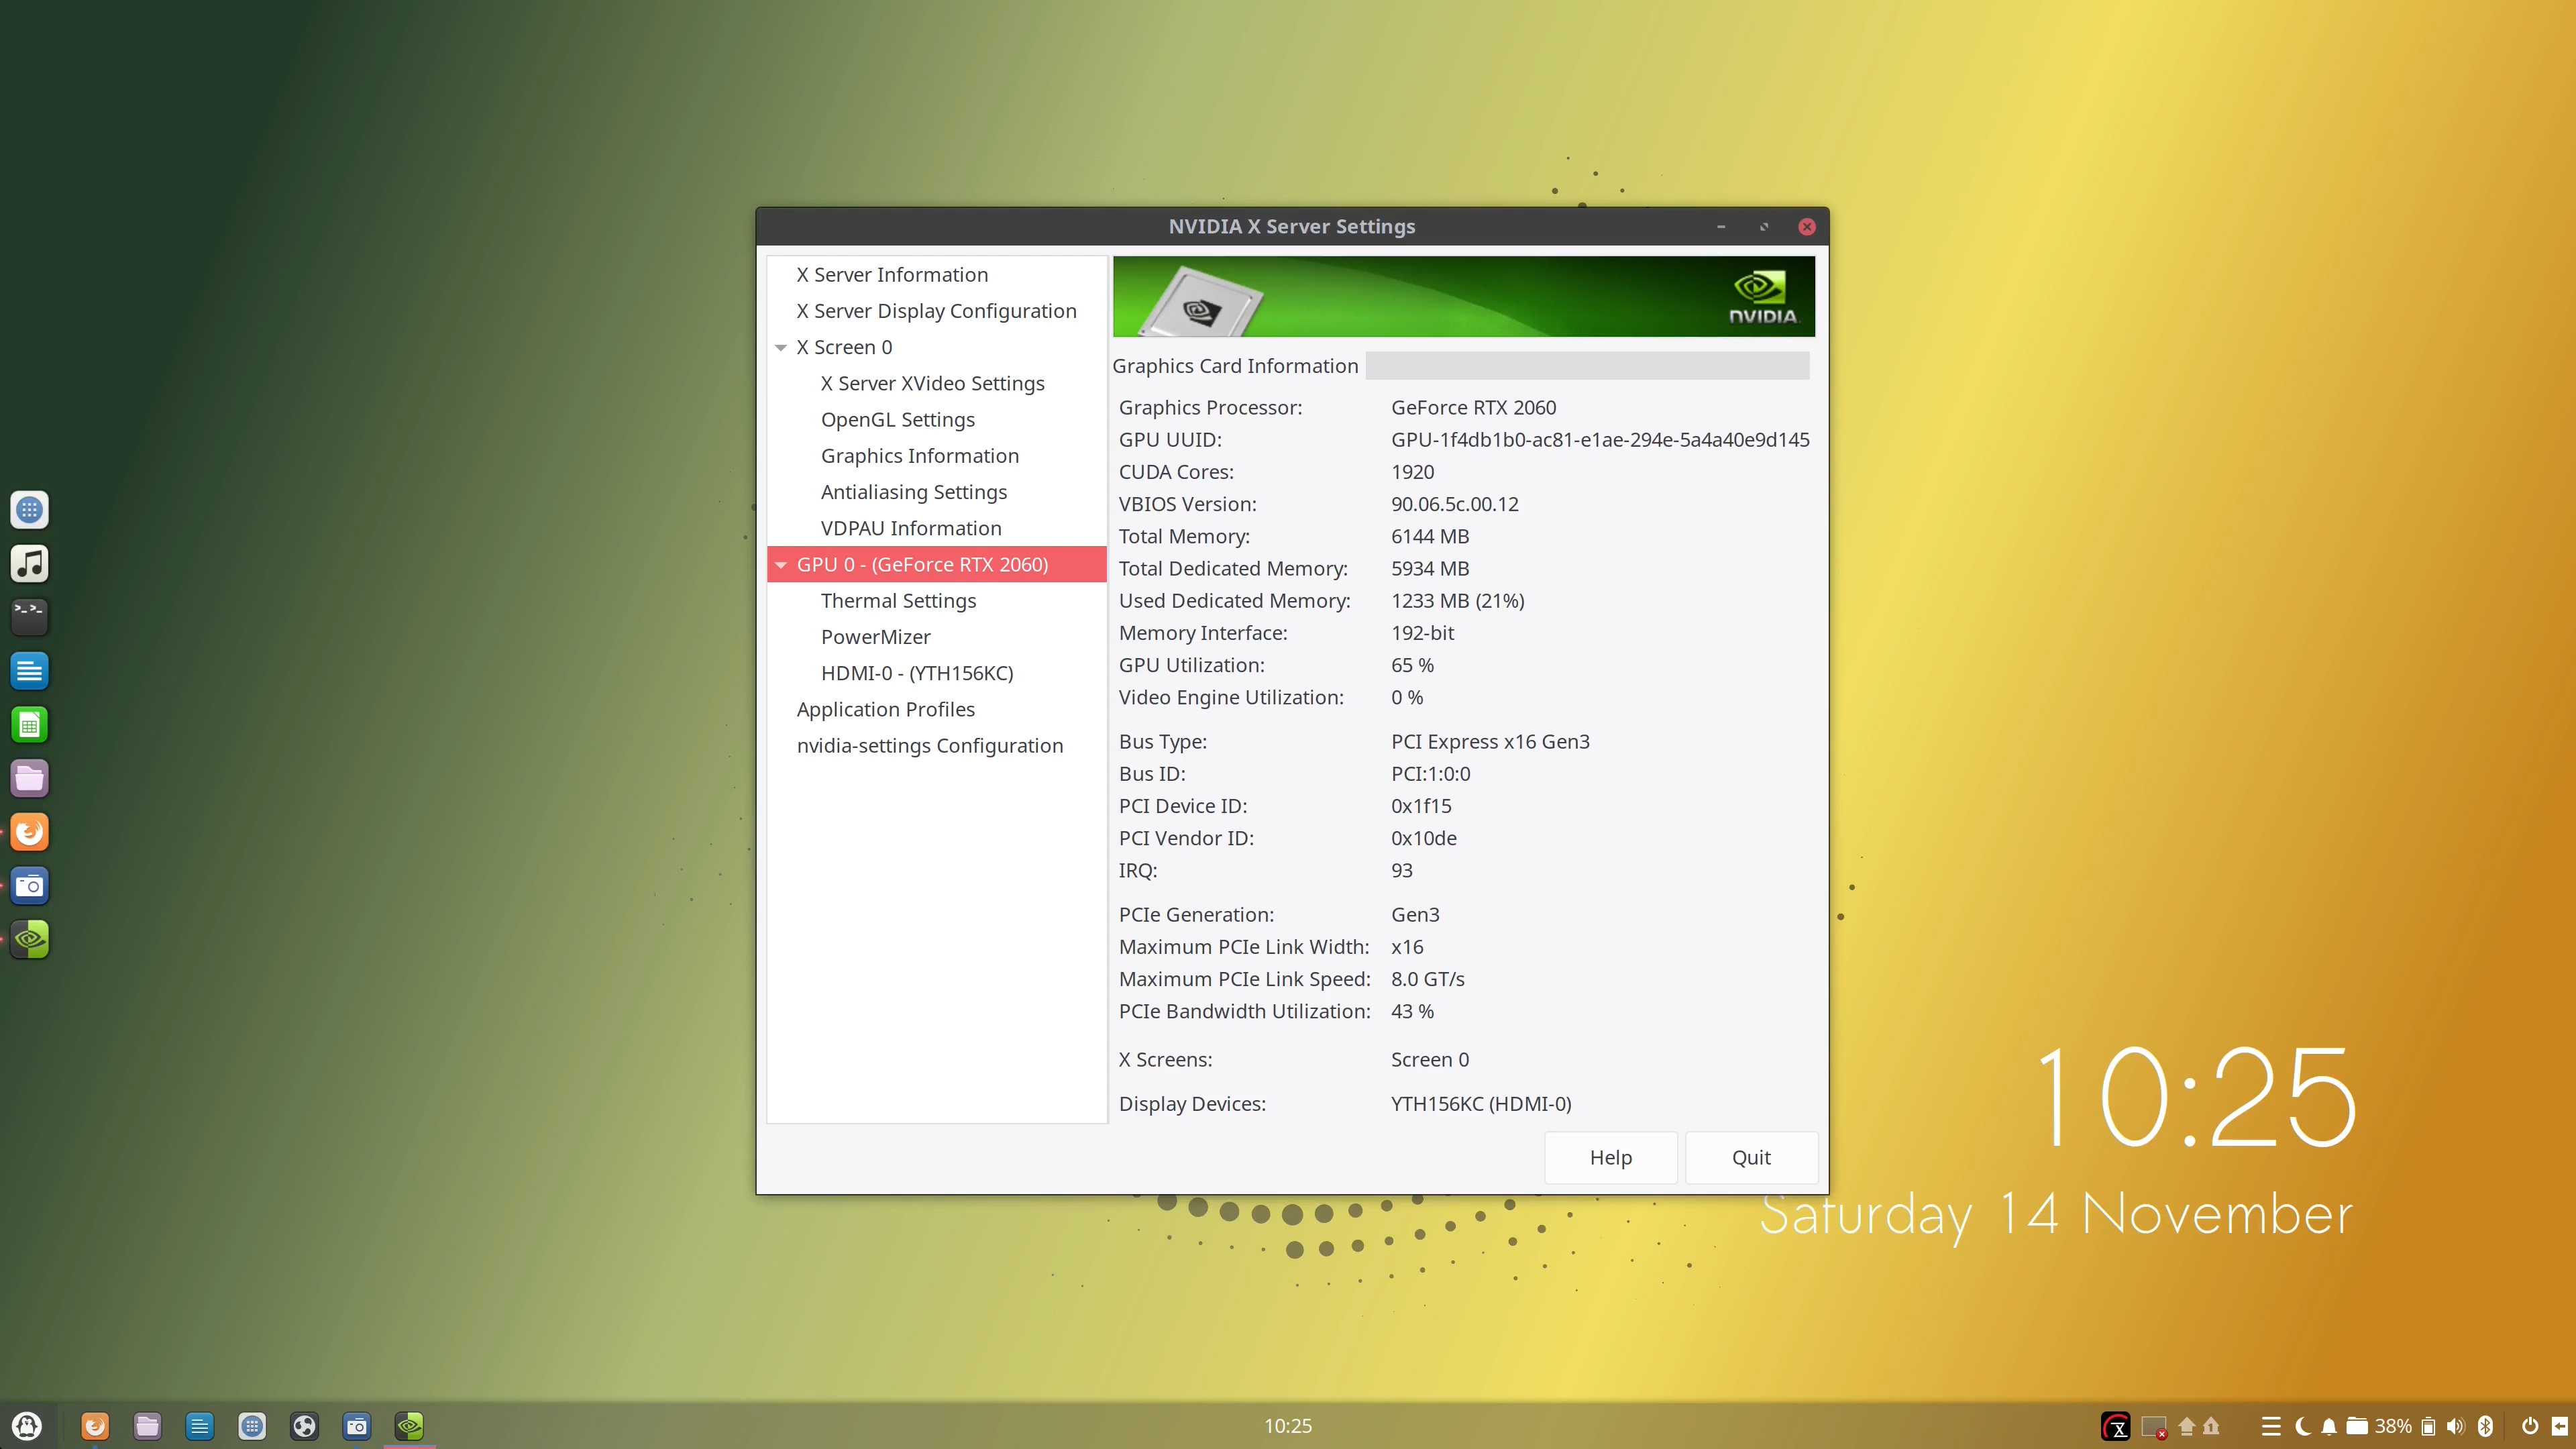 NVIDIA X Server Settings
X Server Information
X Server Display Configuration
X Screen 0
X Server XVideo Settings
OpenGL Settings
Graphics Information
Antialiasing Settings
VDPAU Information
GPU 0 - (GeForce RTX 2060)
Thermal Settings
PowerMizer
HDMI-0 - (YTH156KC)
Application Profiles
nvidia-settings Configuration
NVIDIA
Graphics Card Information
Graphics Processor: GeForce RTX 2060
GPU UUID: GPU-1f4db1b0-ac81-e1ae-294e-5a4a40e9d145
CUDA Cores: 1920
VBIOS Version: 90.06.5c.00.12
Total Memory: 6144 MB
Total Dedicated Memory: 5934 MB
Used Dedicated Memory: 1233 MB (21%)
Memory Interface: 192-bit
GPU Utilization: 65 %
Video Engine Utilization: 0 %
Bus Type: PCI Express x16 Gen3
Bus ID: PCI:1:0:0
PCI Device ID: 0x1f15
PCI Vendor ID: 0x10de
IRQ: 93
PCIe Generation: Gen3
Maximum PCIe Link Width: x16
Maximum PCIe Link Speed: 8.0 GT/s
PCIe Bandwidth Utilization: 43 %
X Screens: Screen 0
Display Devices: YTH156KC (HDMI-0)
Help Quit
10:25
Saturday 14 November
10:25
38%